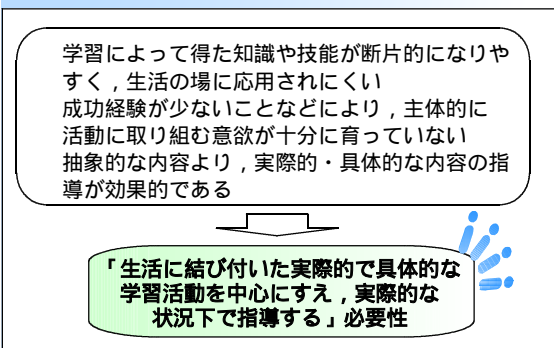 学習によって得た知識や技能が断片的になりや
すく，生活の場に応用されにくい
成功経験が少ないことなどにより，主体的に
活動に取り組む意欲が十分に育っていない
抽象的な内容より，実際的・具体的な内容の指
導が効果的である
「生活に結び付いた実際的で具体的な
学習活動を中心にすえ，実際的な
状況下で指導する」必要性